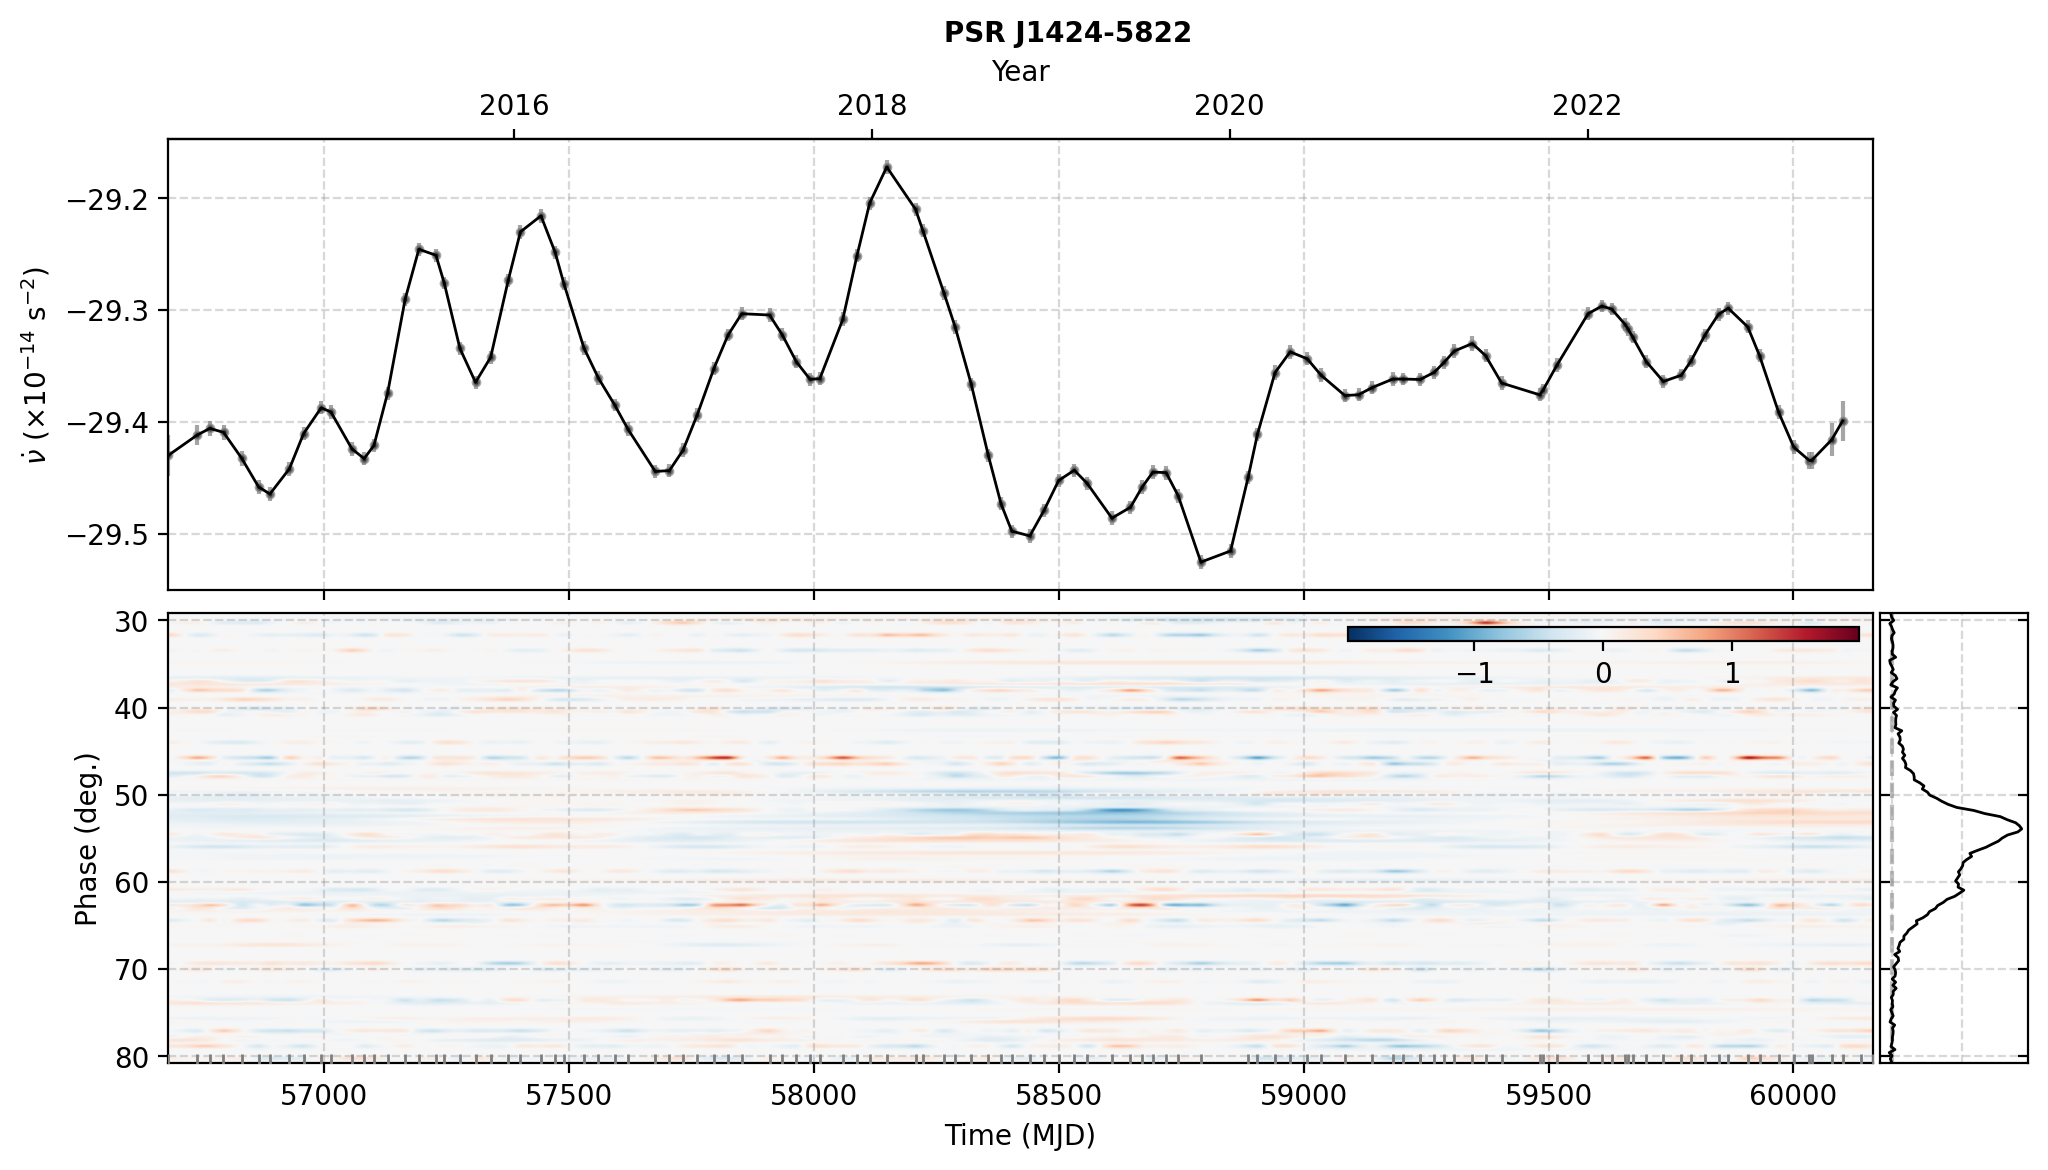 PSR J1424-5822
Year
2016 2018 2020 2022
−29.2
−29.3
−29.4
−29.5
ν̇ (×10⁻¹⁴ s⁻²)
30
40
50
60
70
80
Phase (deg.)
−1 0 1
57000 57500 58000 58500 59000 59500 60000
Time (MJD)